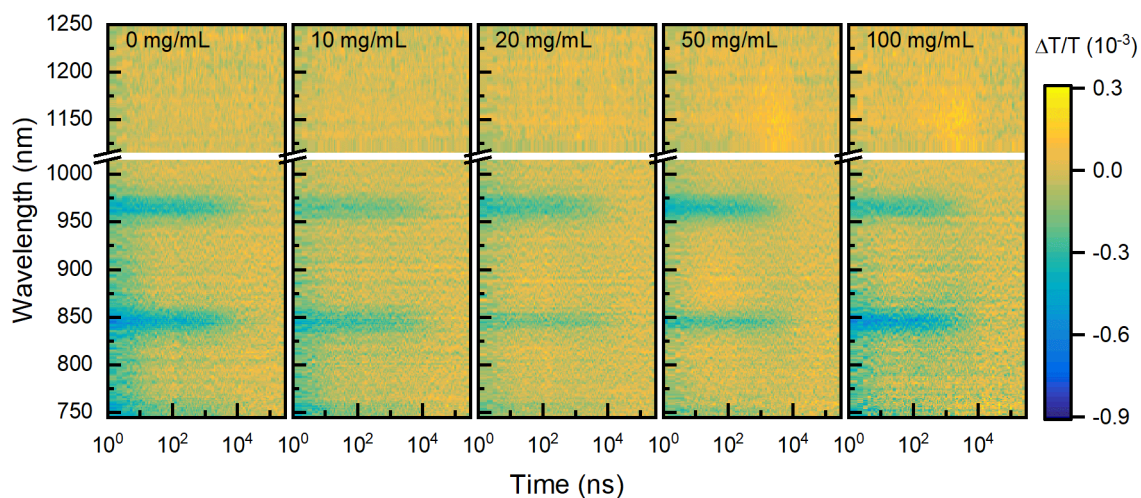 0 mg/mL 10 mg/mL 20 mg/mL 50 mg/mL 100 mg/mL
ΔT/T (10⁻³)
Wavelength (nm)
1250
1200
1150
1000
950
900
850
800
750
10⁰ 10² 10⁴ 10⁰ 10² 10⁴ 10⁰ 10² 10⁴ 10⁰ 10² 10⁴ 10⁰ 10² 10⁴
Time (ns)
0.3
0.0
-0.3
-0.6
-0.9